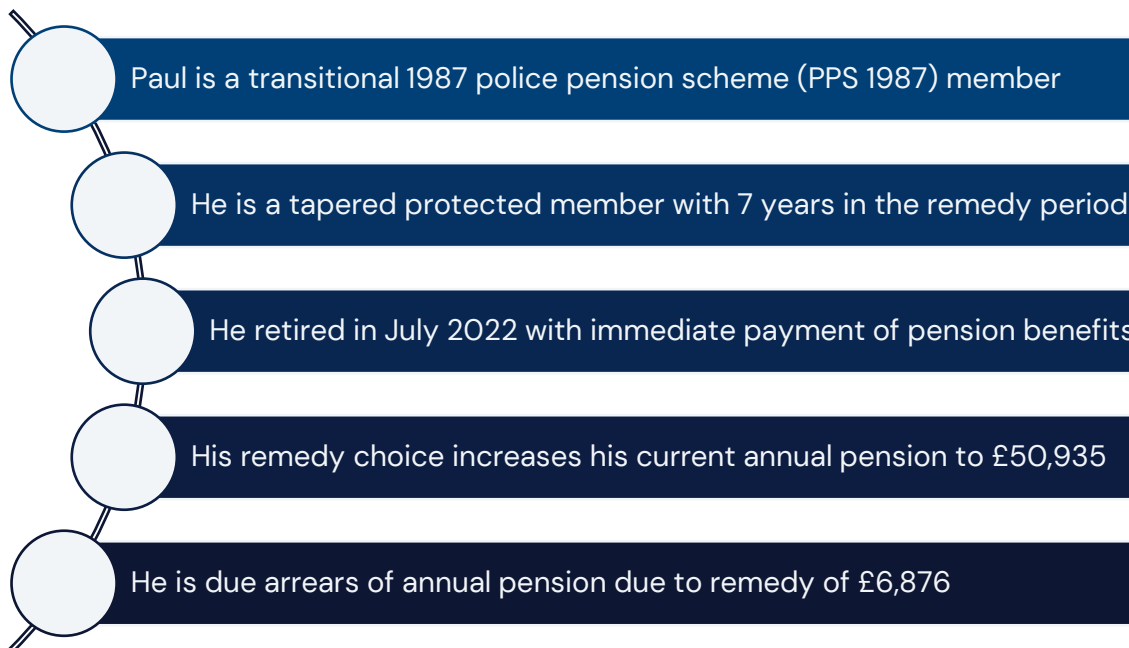 Paul is a transitional 1987 police pension scheme (PPS 1987) member
He is a tapered protected member with 7 years in the remedy period
He retired in July 2022 with immediate payment of pension benefits
His remedy choice increases his current annual pension to £50,935
He is due arrears of annual pension due to remedy of £6,876